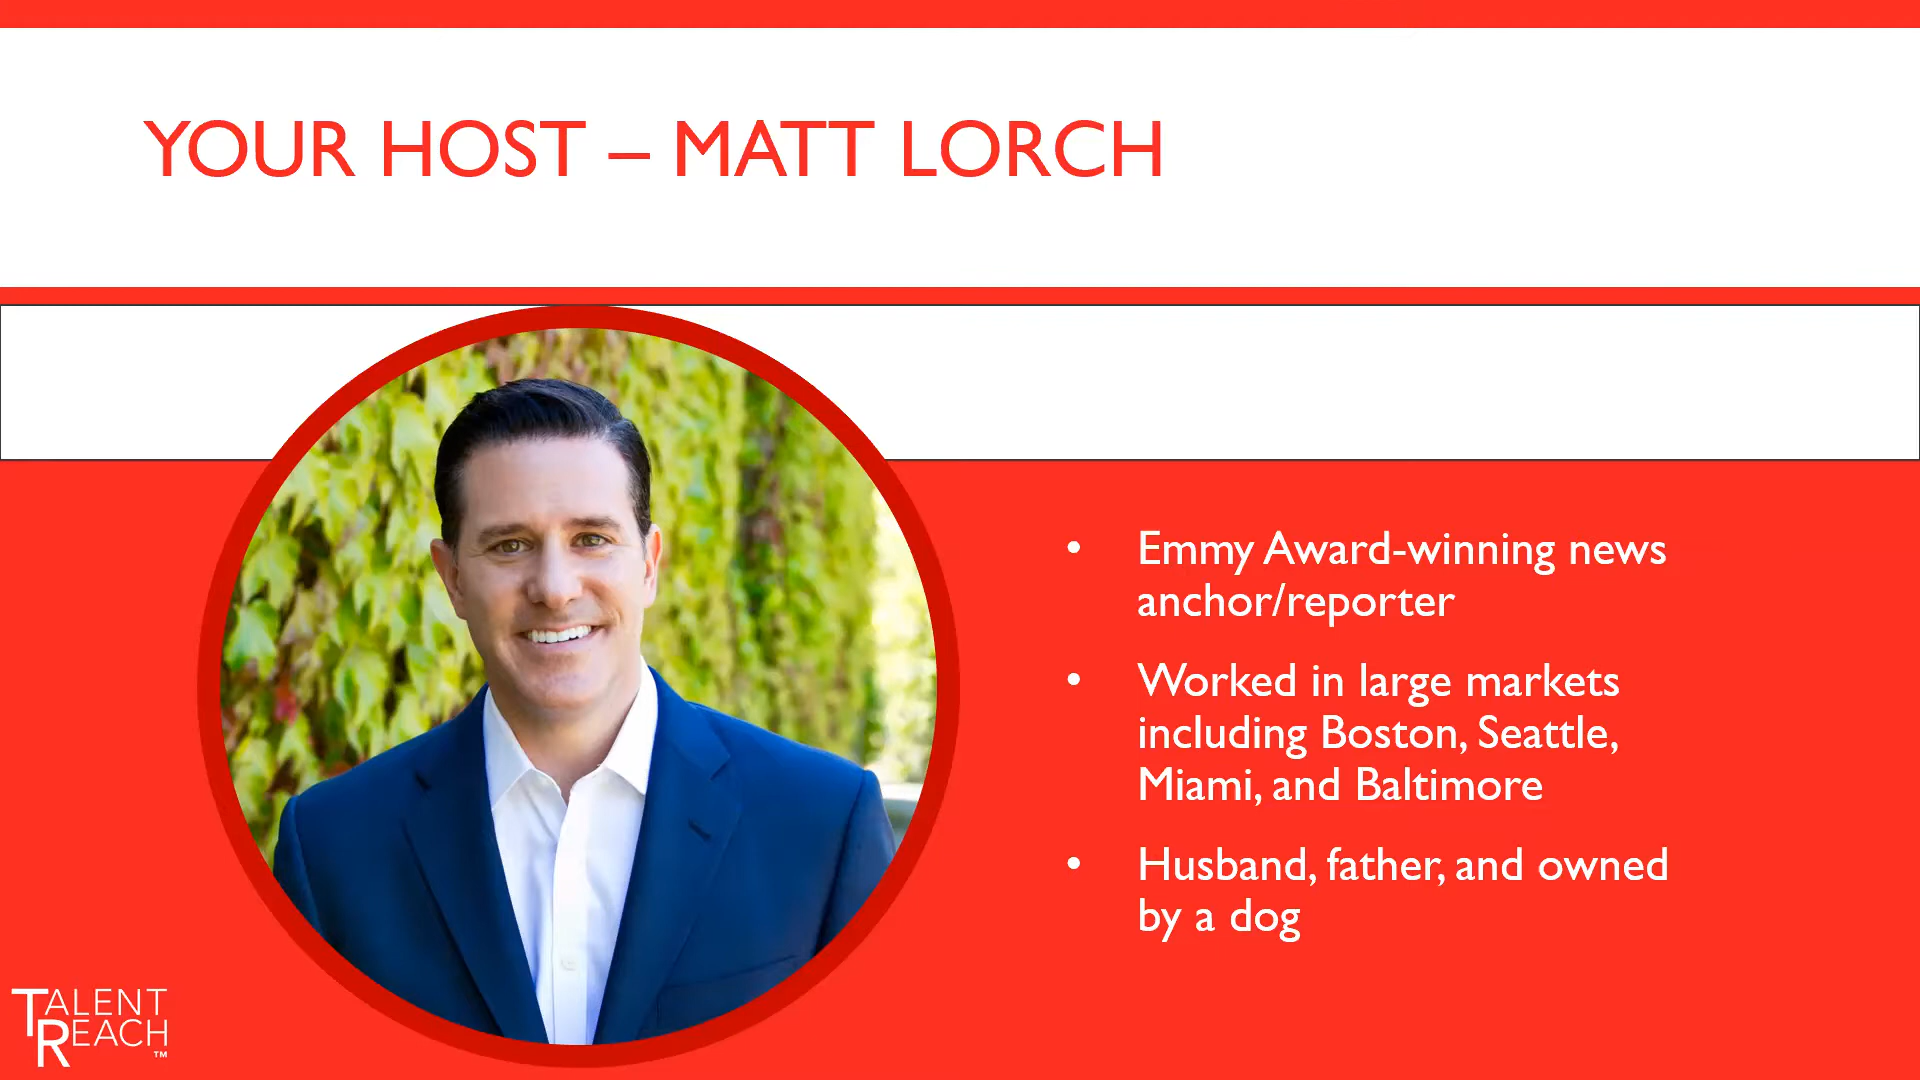 YOUR HOST – MATT LORCH
• Emmy Award-winning news
anchor/reporter
• Worked in large markets
including Boston, Seattle,
Miami, and Baltimore
• Husband, father, and owned
by a dog
TALENT
REACH
™